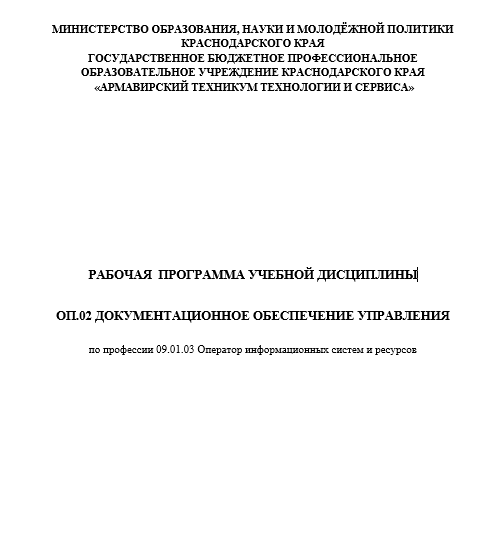 МИНИСТЕРСТВО ОБРАЗОВАНИЯ, НАУКИ И МОЛОДЁЖНОЙ ПОЛИТИКИ
КРАСНОДАРСКОГО КРАЯ
ГОСУДАРСТВЕННОЕ БЮДЖЕТНОЕ ПРОФЕССИОНАЛЬНОЕ
ОБРАЗОВАТЕЛЬНОЕ УЧРЕЖДЕНИЕ КРАСНОДАРСКОГО КРАЯ
«АРМАВИРСКИЙ ТЕХНИКУМ ТЕХНОЛОГИИ И СЕРВИСА»
РАБОЧАЯ ПРОГРАММА УЧЕБНОЙ ДИСЦИПЛИНЫ
ОП.02 ДОКУМЕНТАЦИОННОЕ ОБЕСПЕЧЕНИЕ УПРАВЛЕНИЯ
по профессии 09.01.03 Оператор информационных систем и ресурсов